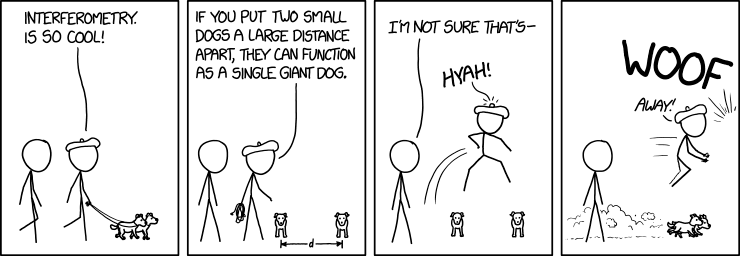 INTERFEROMETRY
IS SO COOL!
IF YOU PUT TWO SMALL
DOGS A LARGE DISTANCE
APART, THEY CAN FUNCTION
AS A SINGLE GIANT DOG.
d
I'M NOT SURE THAT'S—
HYAH!
WOOF
AWAY!